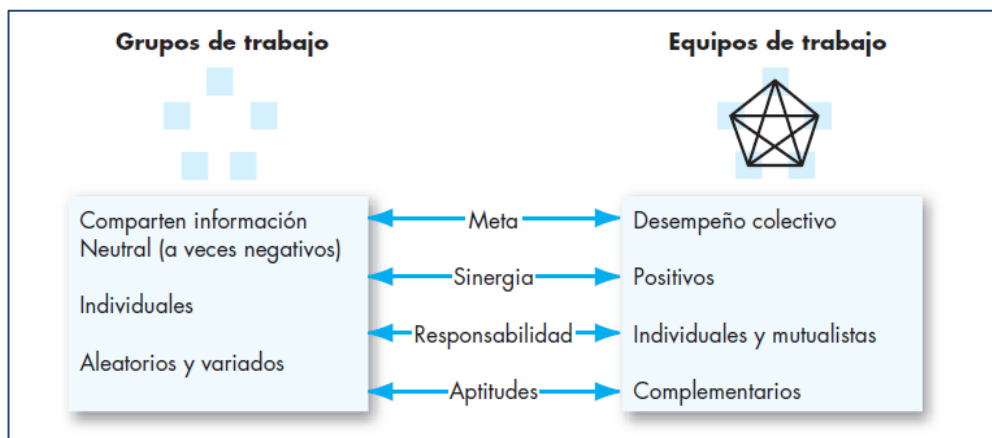 Grupos de trabajo
Equipos de trabajo
Comparten información
Neutral (a veces negativos)
Individuales
Aleatorios y variados
Meta
Sinergia
Responsabilidad
Aptitudes
Desempeño colectivo
Positivos
Individuales y mutualistas
Complementarios